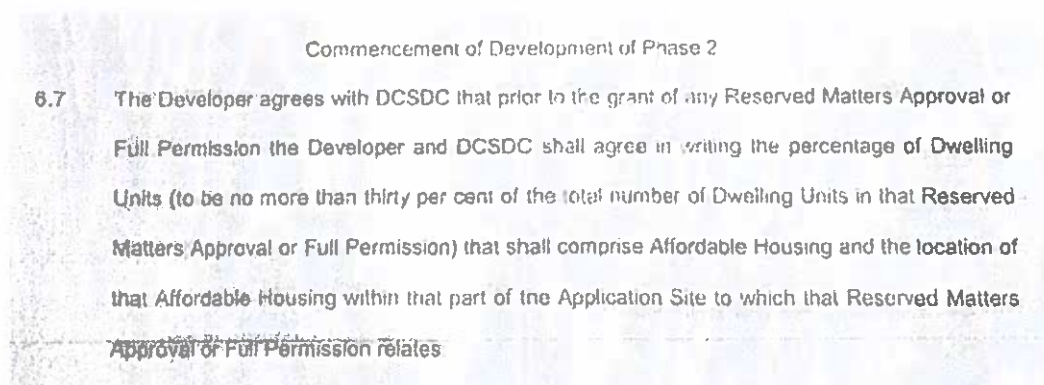 Commencement of Development of Phase 2
6.7 The Developer agrees with DCSDC that prior to the grant of any Reserved Matters Approval or
Full Permission the Developer and DCSDC shall agree in writing the percentage of Dwelling
Units (to be no more than thirty per cent of the total number of Dwelling Units in that Reserved
Matters Approval or Full Permission) that shall comprise Affordable Housing and the location of
that Affordable Housing within that part of the Application Site to which that Reserved Matters
Approval or Full Permission relates